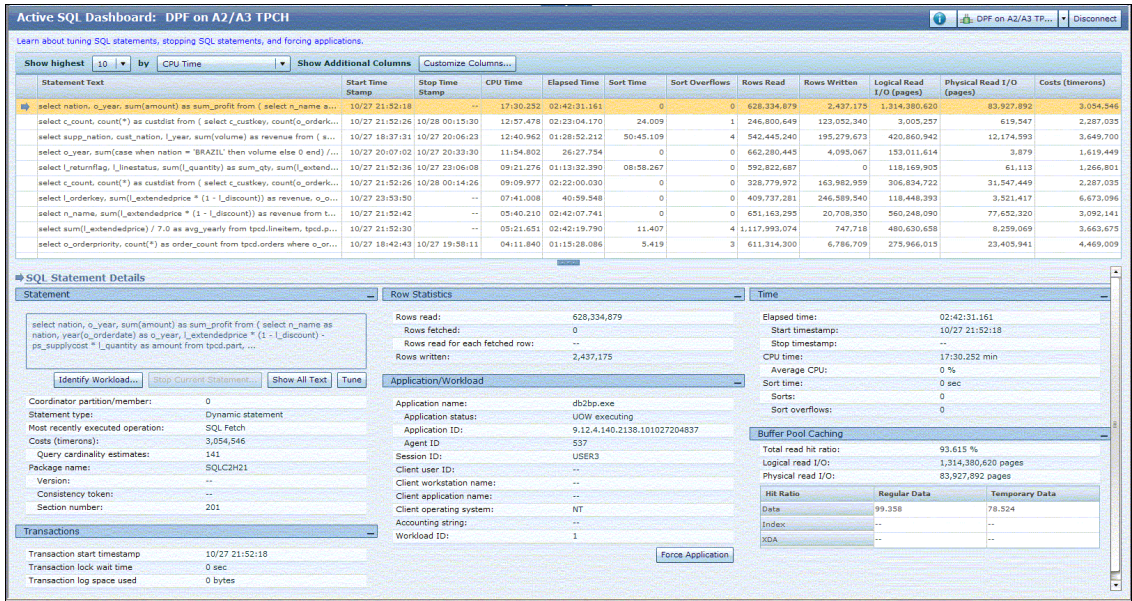 Active SQL Dashboard: DPF on A2/A3 TPCH
DPF on A2/A3 TP... Disconnect
Learn about tuning SQL statements, stopping SQL statements, and forcing applications.
Show highest 10 by CPU Time Show Additional Columns Customize Columns...
Statement Text Start Time Stamp Stop Time Stamp CPU Time Elapsed Time Sort Time Sort Overflows Rows Read Rows Written Logical Read I/O (pages) Physical Read I/O (pages) Costs (timerons)
select nation, o_year, sum(amount) as sum_profit from ( select n_name a... 10/27 21:52:18 -- 17:30.252 02:42:31.161 0 0 628,334,879 2,437,175 1,314,380,620 83,927,892 3,054,546
select c_count, count(*) as custdist from ( select c_custkey, count(o_orderk... 10/27 21:52:26 10/28 00:15:30 12:57.478 02:23:04.170 24.009 1 246,800,649 123,052,340 3,005,257 619,547 2,287,035
select supp_nation, cust_nation, l_year, sum(volume) as revenue from ( s... 10/27 18:37:31 10/27 20:06:23 12:40.962 01:28:52.212 50:45.109 4 542,445,240 195,279,673 420,860,942 12,174,593 3,649,700
select o_year, sum(case when nation = 'BRAZIL' then volume else 0 end) /... 10/27 20:07:02 10/27 20:33:30 11:54.802 26:27.754 0 0 662,280,445 4,095,067 153,011,614 3,879 1,619,449
select l_returnflag, l_linestatus, sum(l_quantity) as sum_qty, sum(l_extend... 10/27 21:52:36 10/27 23:06:08 09:21.276 01:13:32.390 08:58.267 0 592,822,687 0 118,169,905 61,113 1,266,801
select c_count, count(*) as custdist from ( select c_custkey, count(o_orderk... 10/27 21:52:26 10/28 00:14:26 09:09.977 02:22:00.030 0 0 328,779,972 163,982,959 306,834,722 31,547,449 2,287,035
select l_orderkey, sum(l_extendedprice * (1 - l_discount)) as revenue, o_o... 10/27 23:53:50 -- 07:41.008 40:59.548 0 0 409,737,281 246,589,540 118,448,393 3,521,417 6,673,096
select n_name, sum(l_extendedprice * (1 - l_discount)) as revenue from t... 10/27 21:52:42 -- 05:40.210 02:42:07.741 0 0 651,163,295 20,708,350 560,248,090 77,652,320 3,092,141
select sum(l_extendedprice) / 7.0 as avg_yearly from tpcd.lineitem, tpcd.p... 10/27 21:52:30 -- 05:21.651 02:42:19.790 11.407 4 1,117,993,074 747,718 480,630,658 8,259,069 3,663,675
select o_orderpriority, count(*) as order_count from tpcd.orders where o_or... 10/27 18:42:43 10/27 19:58:11 04:11.840 01:15:28.086 5.419 3 611,314,300 6,786,709 275,966,015 23,405,941 4,469,009
SQL Statement Details
Statement
select nation, o_year, sum(amount) as sum_profit from ( select n_name as
nation, year(o_orderdate) as o_year, l_extendedprice * (1 - l_discount) -
ps_supplycost * l_quantity as amount from tpcd.part, ...
Identify Workload... Stop Current Statement... Show All Text Tune
Coordinator partition/member: 0
Statement type: Dynamic statement
Most recently executed operation: SQL Fetch
Costs (timerons): 3,054,546
Query cardinality estimates: 141
Package name: SQLC2H21
Version: --
Consistency token: --
Section number: 201
Transactions
Transaction start timestamp 10/27 21:52:18
Transaction lock wait time 0 sec
Transaction log space used 0 bytes
Row Statistics
Rows read: 628,334,879
Rows fetched: 0
Rows read for each fetched row: --
Rows written: 2,437,175
Application/Workload
Application name: db2bp.exe
Application status: UOW executing
Application ID: 9.12.4.140.2138.101027204837
Agent ID 537
Session ID: USER3
Client user ID: --
Client workstation name: --
Client application name: --
Client operating system: NT
Accounting string: --
Workload ID: 1
Force Application
Time
Elapsed time: 02:42:31.161
Start timestamp: 10/27 21:52:18
Stop timestamp: --
CPU time: 17:30.252 min
Average CPU: 0 %
Sort time: 0 sec
Sorts: 0
Sort overflows: 0
Buffer Pool Caching
Total read hit ratio: 93.615 %
Logical read I/O: 1,314,380,620 pages
Physical read I/O: 83,927,892 pages
Hit Ratio Regular Data Temporary Data
Data 99.358 78.524
Index -- --
XDA -- --